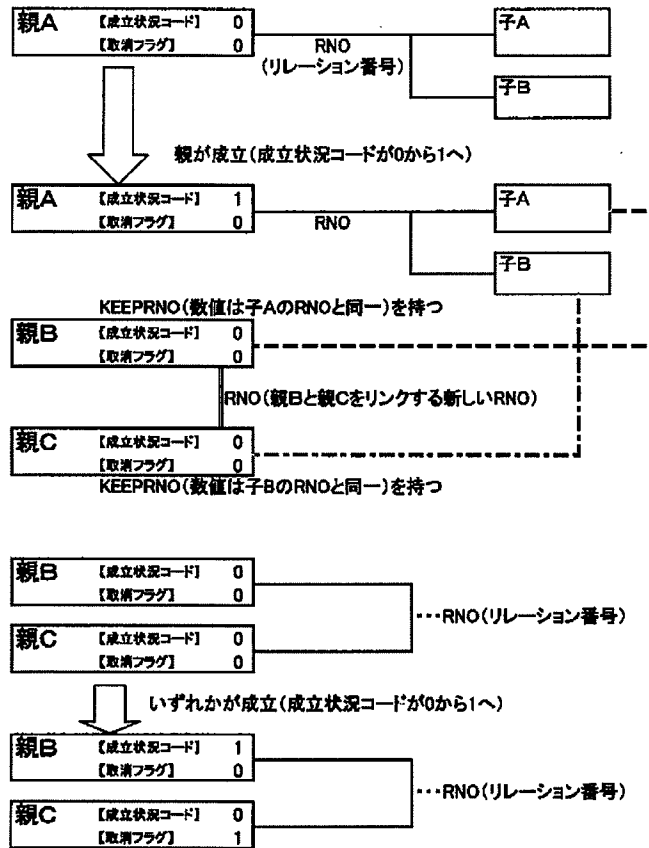 親A 【成立状況コード】 0
【取消フラグ】 0
RNO
(リレーション番号)
子A
子B
親が成立(成立状況コードが0から1へ)
親A 【成立状況コード】 1
【取消フラグ】 0
RNO
子A
子B
KEEPRNO(数値は子AのRNOと同一)を持つ
親B 【成立状況コード】 0
【取消フラグ】 0
RNO(親Bと親Cをリンクする新しいRNO)
親C 【成立状況コード】 0
【取消フラグ】 0
KEEPRNO(数値は子BのRNOと同一)を持つ
親B 【成立状況コード】 0
【取消フラグ】 0
…RNO(リレーション番号)
親C 【成立状況コード】 0
【取消フラグ】 0
いずれかが成立(成立状況コードが0から1へ)
親B 【成立状況コード】 1
【取消フラグ】 0
…RNO(リレーション番号)
親C 【成立状況コード】 0
【取消フラグ】 1